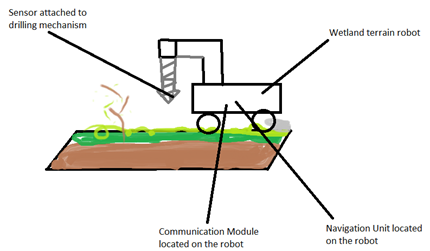 Sensor attached to
drilling mechanism
Wetland terrain robot
Communication Module
located on the robot
Navigation Unit located
on the robot